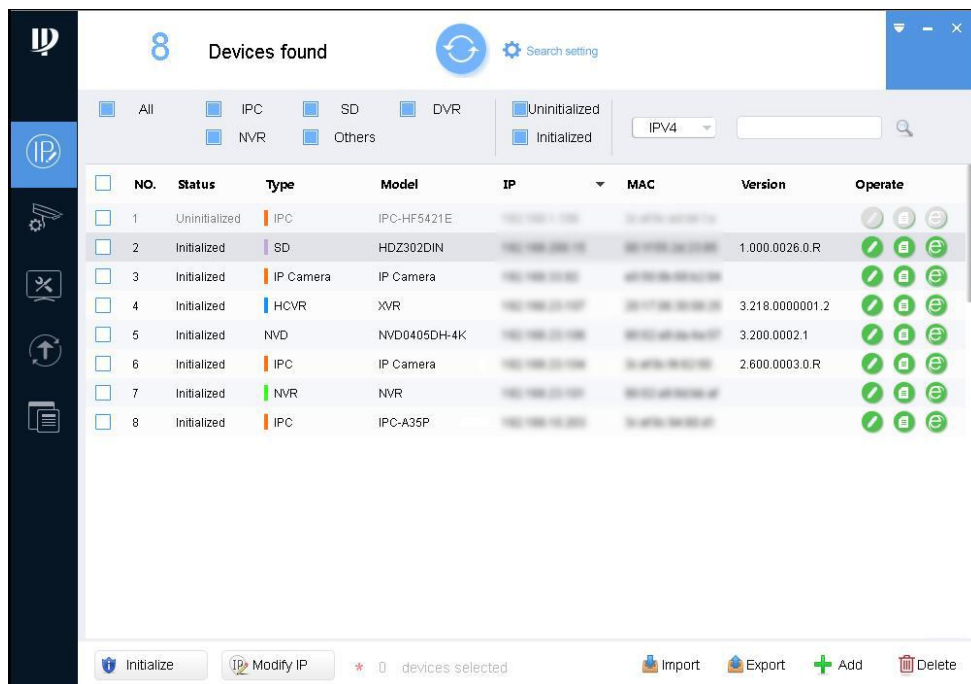 8 Devices found Search setting
All IPC SD DVR Uninitialized
NVR Others Initialized IPV4
NO. Status Type Model IP MAC Version Operate
1 Uninitialized IPC IPC-HF5421E
2 Initialized SD HDZ302DIN 1.000.0026.0.R
3 Initialized IP Camera IP Camera
4 Initialized HCVR XVR 3.218.0000001.2
5 Initialized NVD NVD0405DH-4K 3.200.0002.1
6 Initialized IPC IP Camera 2.600.0003.0.R
7 Initialized NVR NVR
8 Initialized IPC IPC-A35P
Initialize IP Modify IP * 0 devices selected Import Export Add Delete